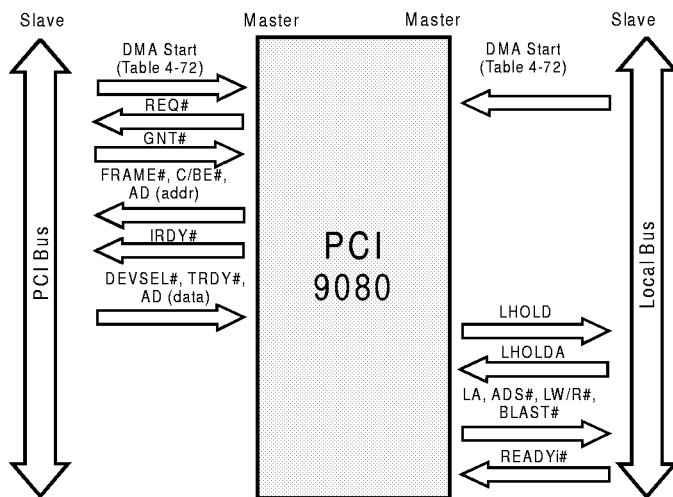 Slave
Master
Master
Slave
DMA Start
(Table 4-72)
REQ#
GNT#
FRAME#, C/BE#,
AD (addr)
IRDY#
DEVSEL#, TRDY#,
AD (data)
PCI Bus
PCI
9080
DMA Start
(Table 4-72)
LHOLD
LHOLDA
LA, ADS#, LW/R#,
BLAST#
READYi#
Local Bus